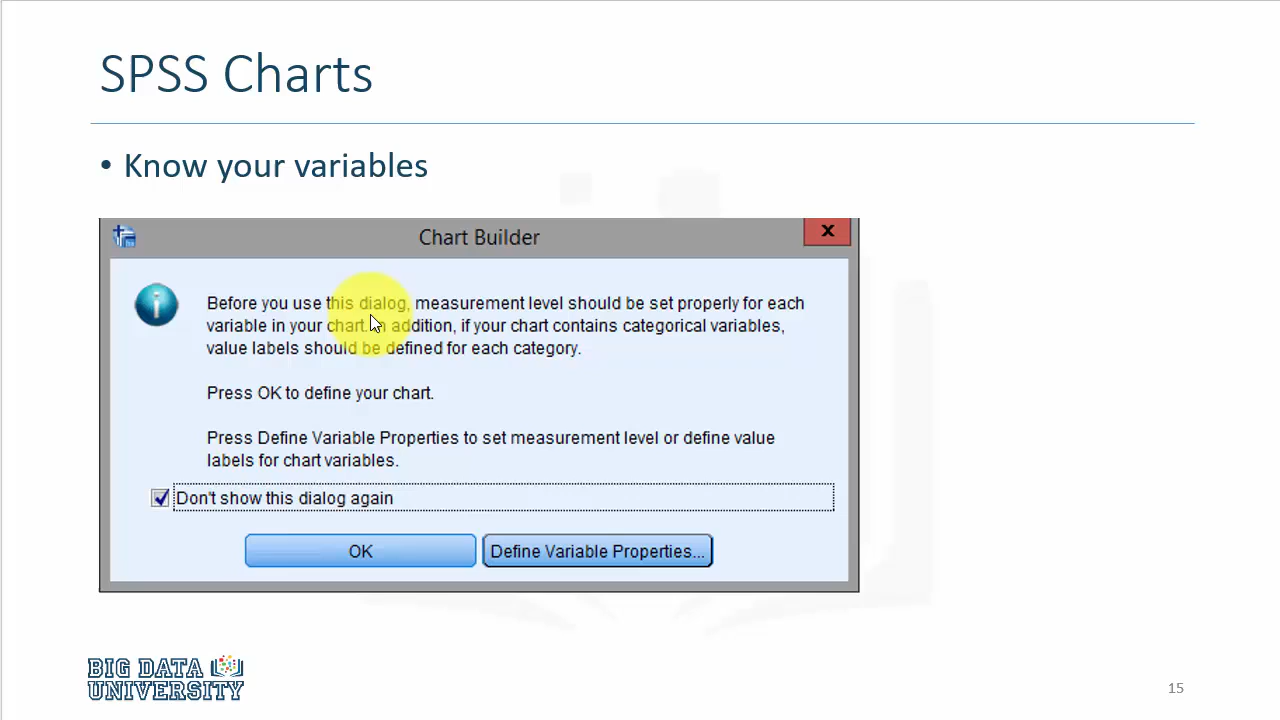 SPSS Charts
• Know your variables
Chart Builder
x
Before you use this dialog, measurement level should be set properly for each
variable in your chart. In addition, if your chart contains categorical variables,
value labels should be defined for each category.
Press OK to define your chart.
Press Define Variable Properties to set measurement level or define value
labels for chart variables.
Don't show this dialog again
OK
Define Variable Properties...
BIG DATA
UNIVERSITY
15